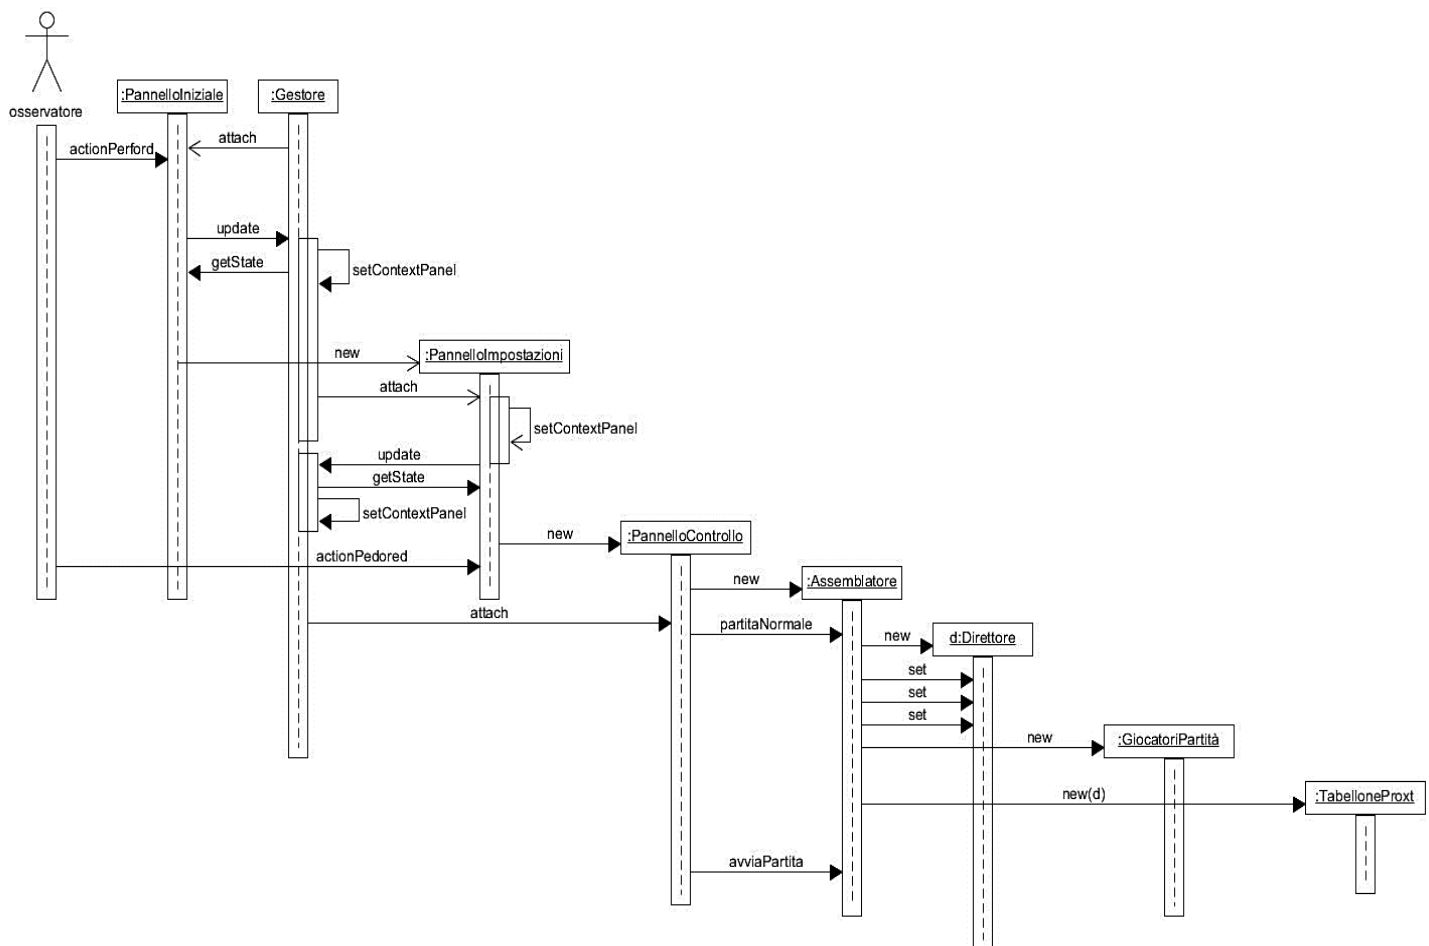 osservatore
:PannelloIniziale
:Gestore
attach
actionPerford
update
getState
setContextPanel
new
:PannelloImpostazioni
attach
setContextPanel
update
getState
setContextPanel
new
:PannelloControllo
actionPedored
new
:Assemblatore
attach
partitaNormale
new
d:Direttore
set
set
set
new
:GiocatoriPartità
new(d)
:TabelloneProxt
avviaPartita